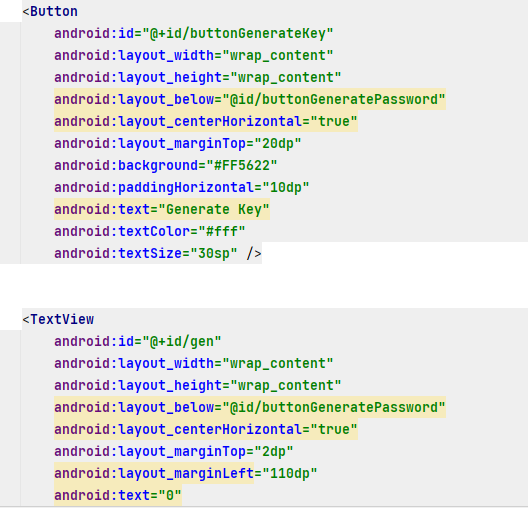 <Button
android:id="@+id/buttonGenerateKey"
android:layout_width="wrap_content"
android:layout_height="wrap_content"
android:layout_below="@id/buttonGeneratePassword"
android:layout_centerHorizontal="true"
android:layout_marginTop="20dp"
android:background="#FF5622"
android:paddingHorizontal="10dp"
android:text="Generate Key"
android:textColor="#fff"
android:textSize="30sp" />
<TextView
android:id="@+id/gen"
android:layout_width="wrap_content"
android:layout_height="wrap_content"
android:layout_below="@id/buttonGeneratePassword"
android:layout_centerHorizontal="true"
android:layout_marginTop="2dp"
android:layout_marginLeft="110dp"
android:text="0"